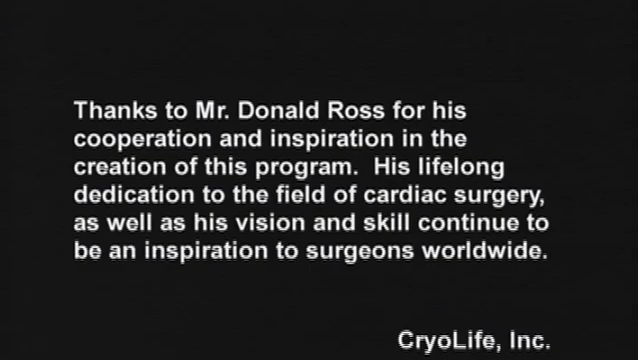 Thanks to Mr. Donald Ross for his
cooperation and inspiration in the
creation of this program.  His lifelong
dedication to the field of cardiac surgery,
as well as his vision and skill continue to
be an inspiration to surgeons worldwide.
CryoLife, Inc.